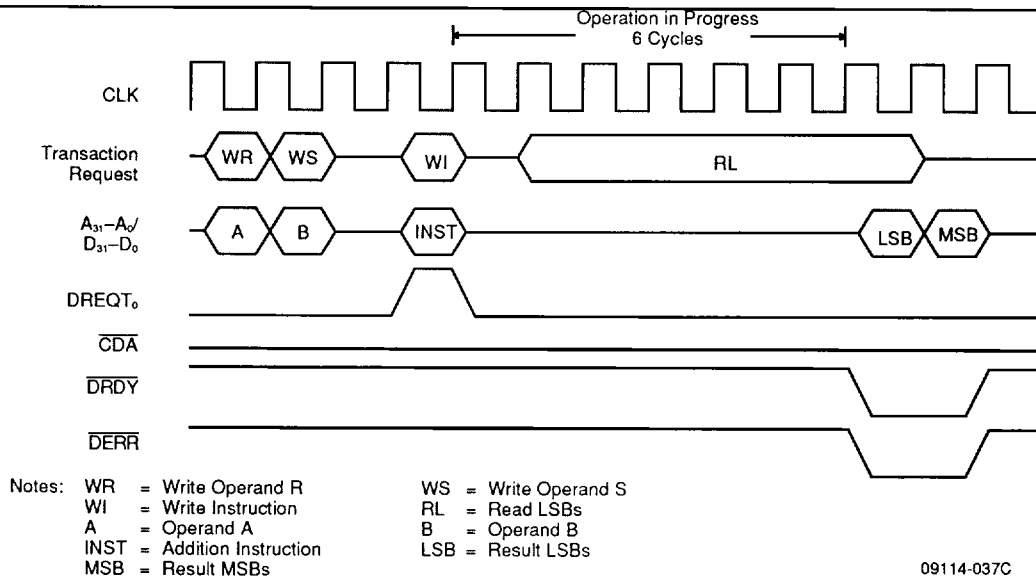 Operation in Progress
6 Cycles
CLK
Transaction
Request
WR
WS
WI
RL
A₃₁–A₀/
D₃₁–D₀
A
B
INST
LSB
MSB
DREQT₀
CDA
DRDY
DERR
Notes: WR = Write Operand R WS = Write Operand S
WI = Write Instruction RL = Read LSBs
A = Operand A B = Operand B
INST = Addition Instruction LSB = Result LSBs
MSB = Result MSBs
09114-037C